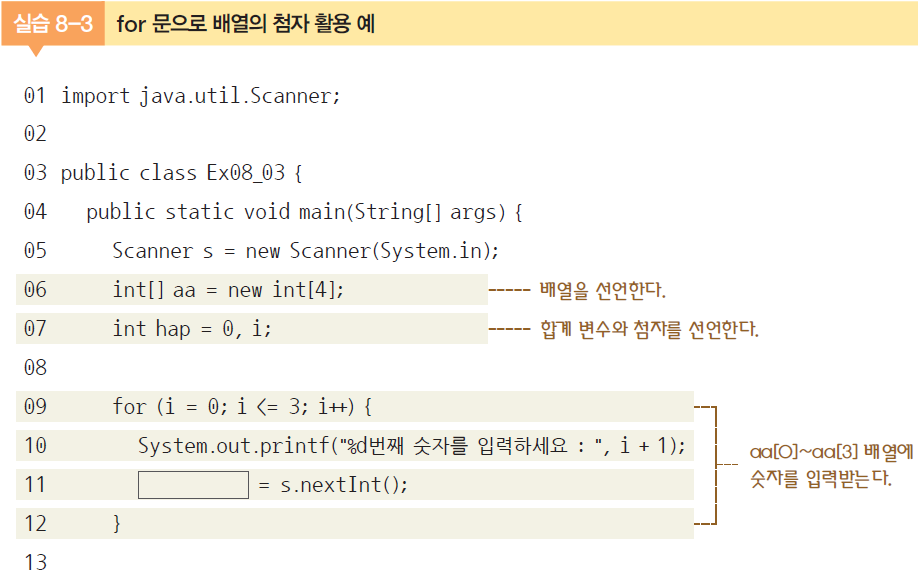 실습 8-3 for 문으로 배열의 첨자 활용 예
01 import java.util.Scanner;
02
03 public class Ex08_03 {
04 public static void main(String[] args) {
05 Scanner s = new Scanner(System.in);
06 int[] aa = new int[4]; 배열을 선언한다.
07 int hap = 0, i; 합계 변수와 첨자를 선언한다.
08
09 for (i = 0; i <= 3; i++) {
10 System.out.printf("%d번째 숫자를 입력하세요 : ", i + 1);
aa[0]~aa[3] 배열에
11 = s.nextInt();
숫자를 입력받는다.
12 }
13